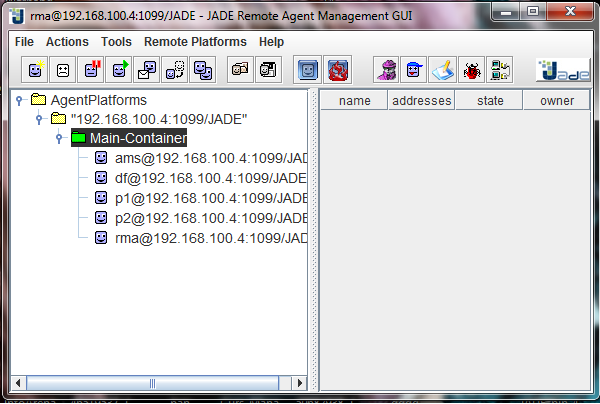 rma@192.168.100.4:1099/JADE - JADE Remote Agent Management GUI
File Actions Tools Remote Platforms Help
Jade
AgentPlatforms
"192.168.100.4:1099/JADE"
Main-Container
ams@192.168.100.4:1099/JAD
df@192.168.100.4:1099/JADE
p1@192.168.100.4:1099/JADE
p2@192.168.100.4:1099/JADE
rma@192.168.100.4:1099/JAD
name addresses state owner